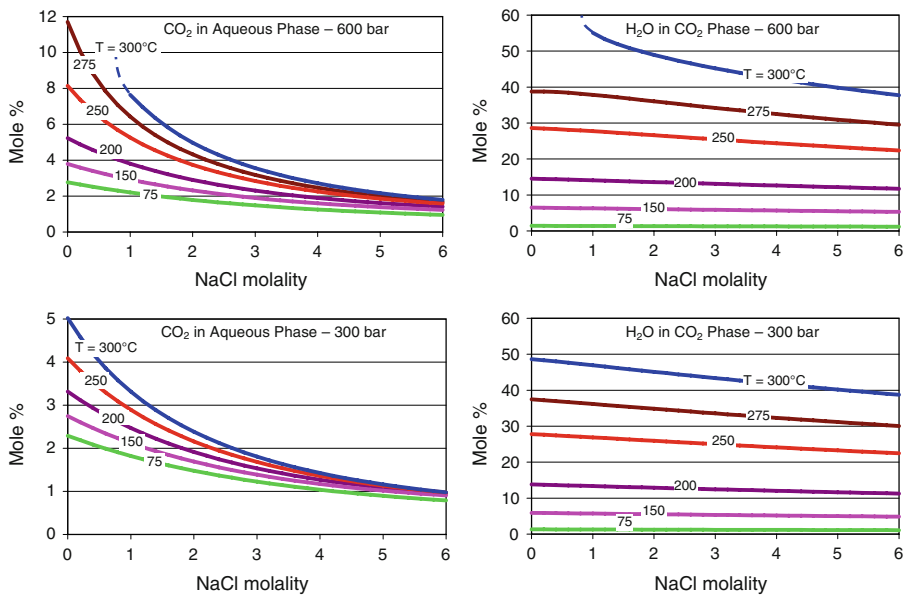 CO2 in Aqueous Phase – 600 bar
12
10
8
6
4
2
0
Mole %
T = 300°C
275
250
200
150
75
0 1 2 3 4 5 6
NaCl molality
H2O in CO2 Phase – 600 bar
60
50
40
30
20
10
0
Mole %
T = 300°C
275
250
200
150
75
0 1 2 3 4 5 6
NaCl molality
CO2 in Aqueous Phase – 300 bar
5
4
3
2
1
0
Mole %
T = 300°C
250
200
150
75
0 1 2 3 4 5 6
NaCl molality
H2O in CO2 Phase – 300 bar
60
50
40
30
20
10
0
Mole %
T = 300°C
275
250
200
150
75
0 1 2 3 4 5 6
NaCl molality